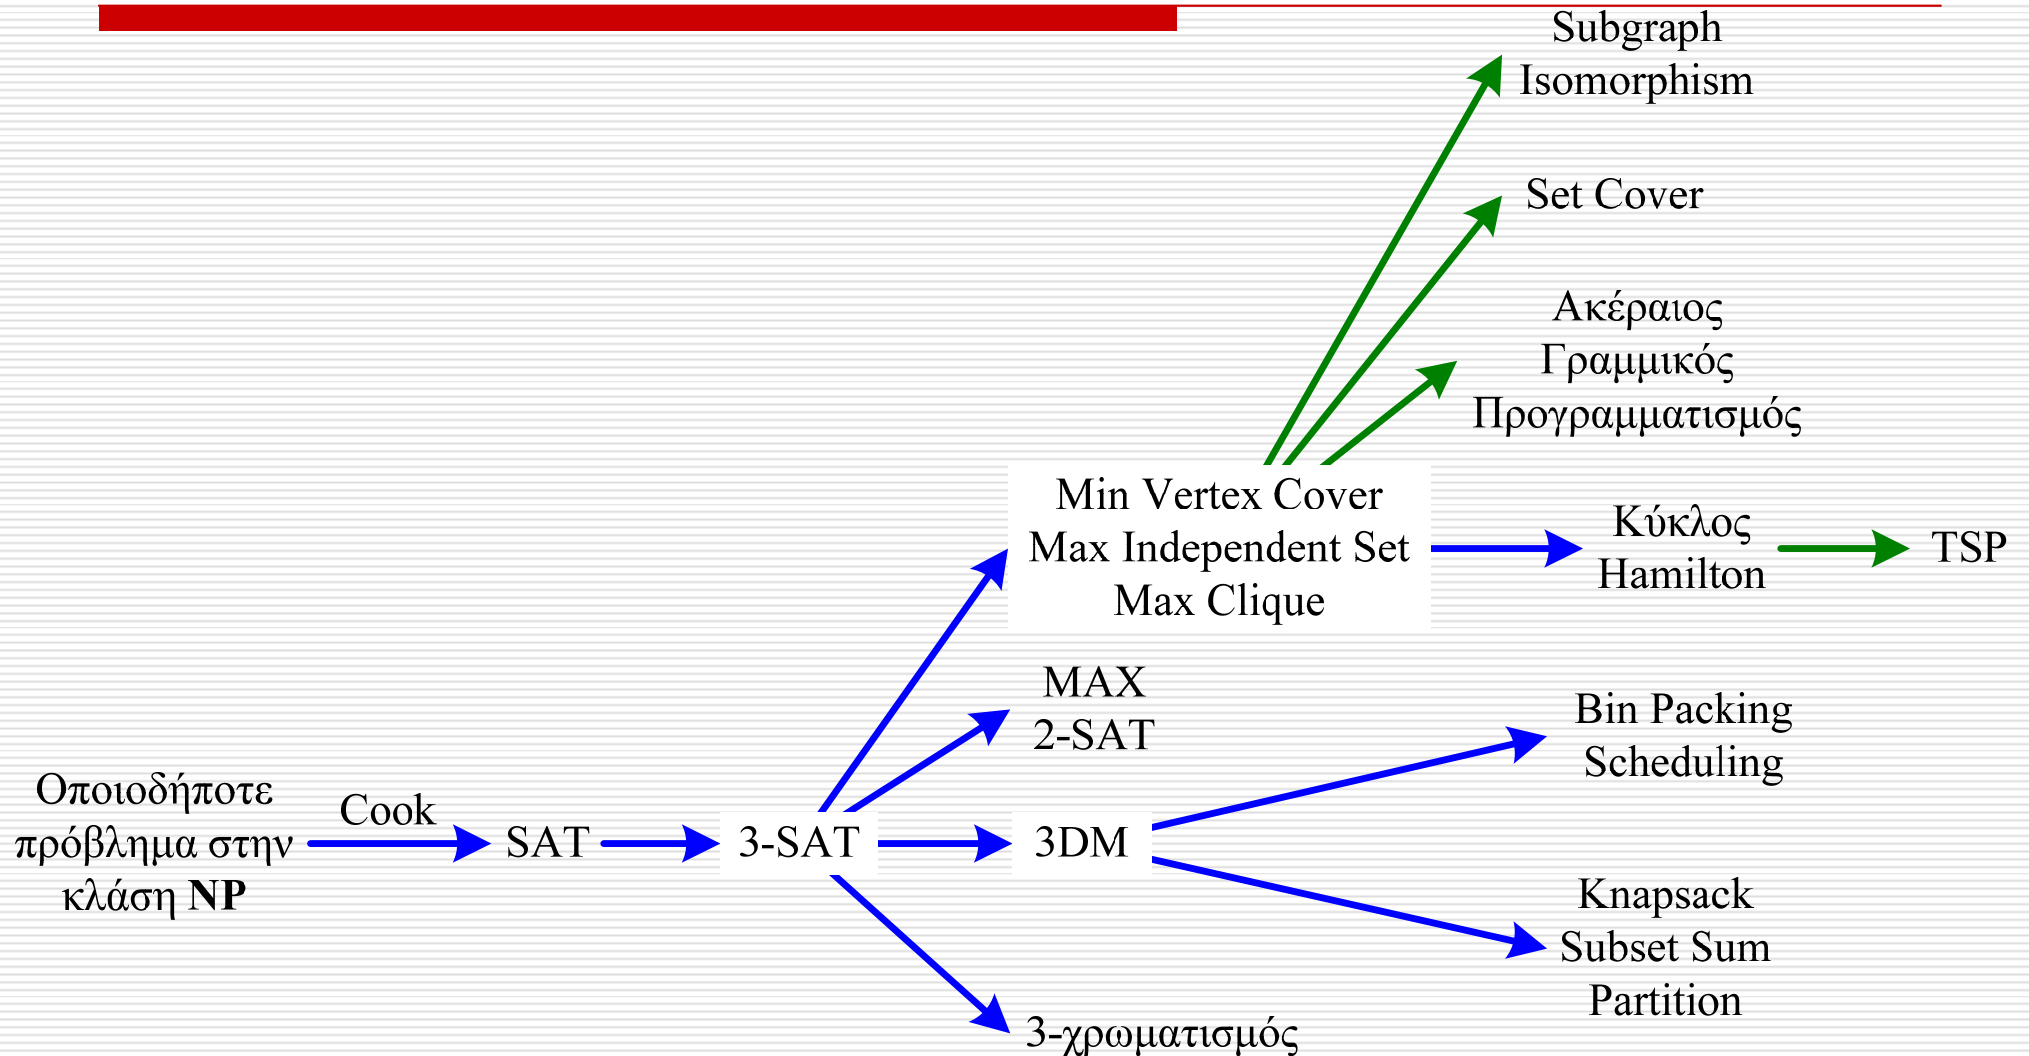 Subgraph
Isomorphism
Set Cover
Ακέραιος
Γραμμικός
Προγραμματισμός
Min Vertex Cover
Max Independent Set
Max Clique
Κύκλος
Hamilton
TSP
MAX
2-SAT
Bin Packing
Scheduling
Οποιοδήποτε
πρόβλημα στην
κλάση NP
Cook
SAT
3-SAT
3DM
Knapsack
Subset Sum
Partition
3-χρωματισμός